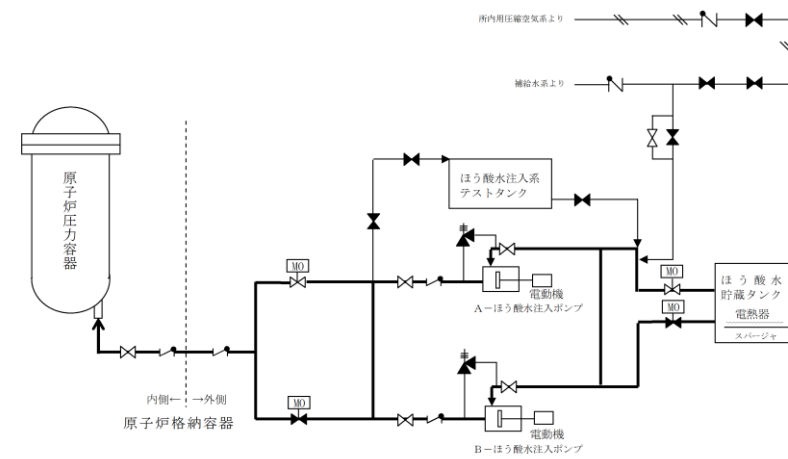 所内用圧縮空気系より
補給水系より
原子炉圧力容器
ほう酸水注入系
テストタンク
MO
電動機
A－ほう酸水注入ポンプ
MO
ほう酸水
貯蔵タンク
電熱器
スパージャ
MO
内側←
→外側
原子炉格納容器
MO
電動機
B－ほう酸水注入ポンプ